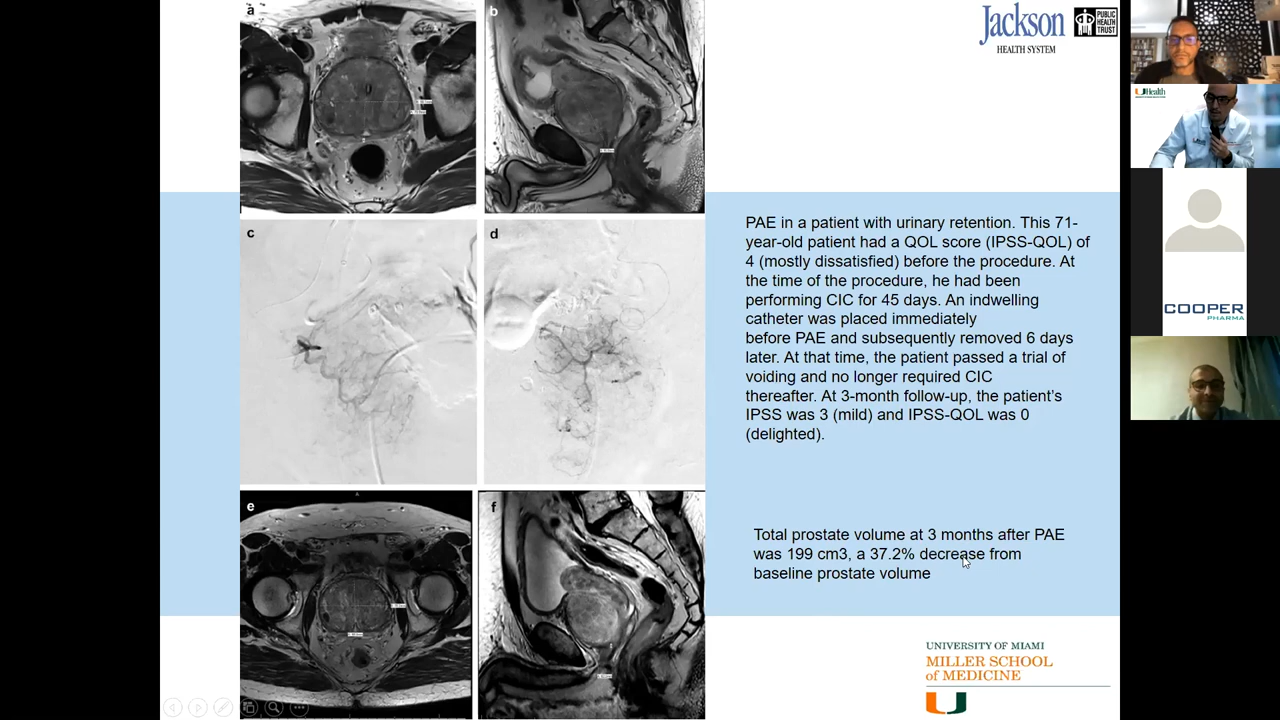 a
b
Jackson
HEALTH SYSTEM
PUBLIC
HEALTH
TRUST
UHealth
c
d
PAE in a patient with urinary retention. This 71-
year-old patient had a QOL score (IPSS-QOL) of
4 (mostly dissatisfied) before the procedure. At
the time of the procedure, he had been
performing CIC for 45 days. An indwelling
catheter was placed immediately
before PAE and subsequently removed 6 days
later. At that time, the patient passed a trial of
voiding and no longer required CIC
thereafter. At 3-month follow-up, the patient's
IPSS was 3 (mild) and IPSS-QOL was 0
(delighted).
COOPER
PHARMA
e
f
A
Total prostate volume at 3 months after PAE
was 199 cm3, a 37.2% decrease from
baseline prostate volume
UNIVERSITY OF MIAMI
MILLER SCHOOL
of MEDICINE